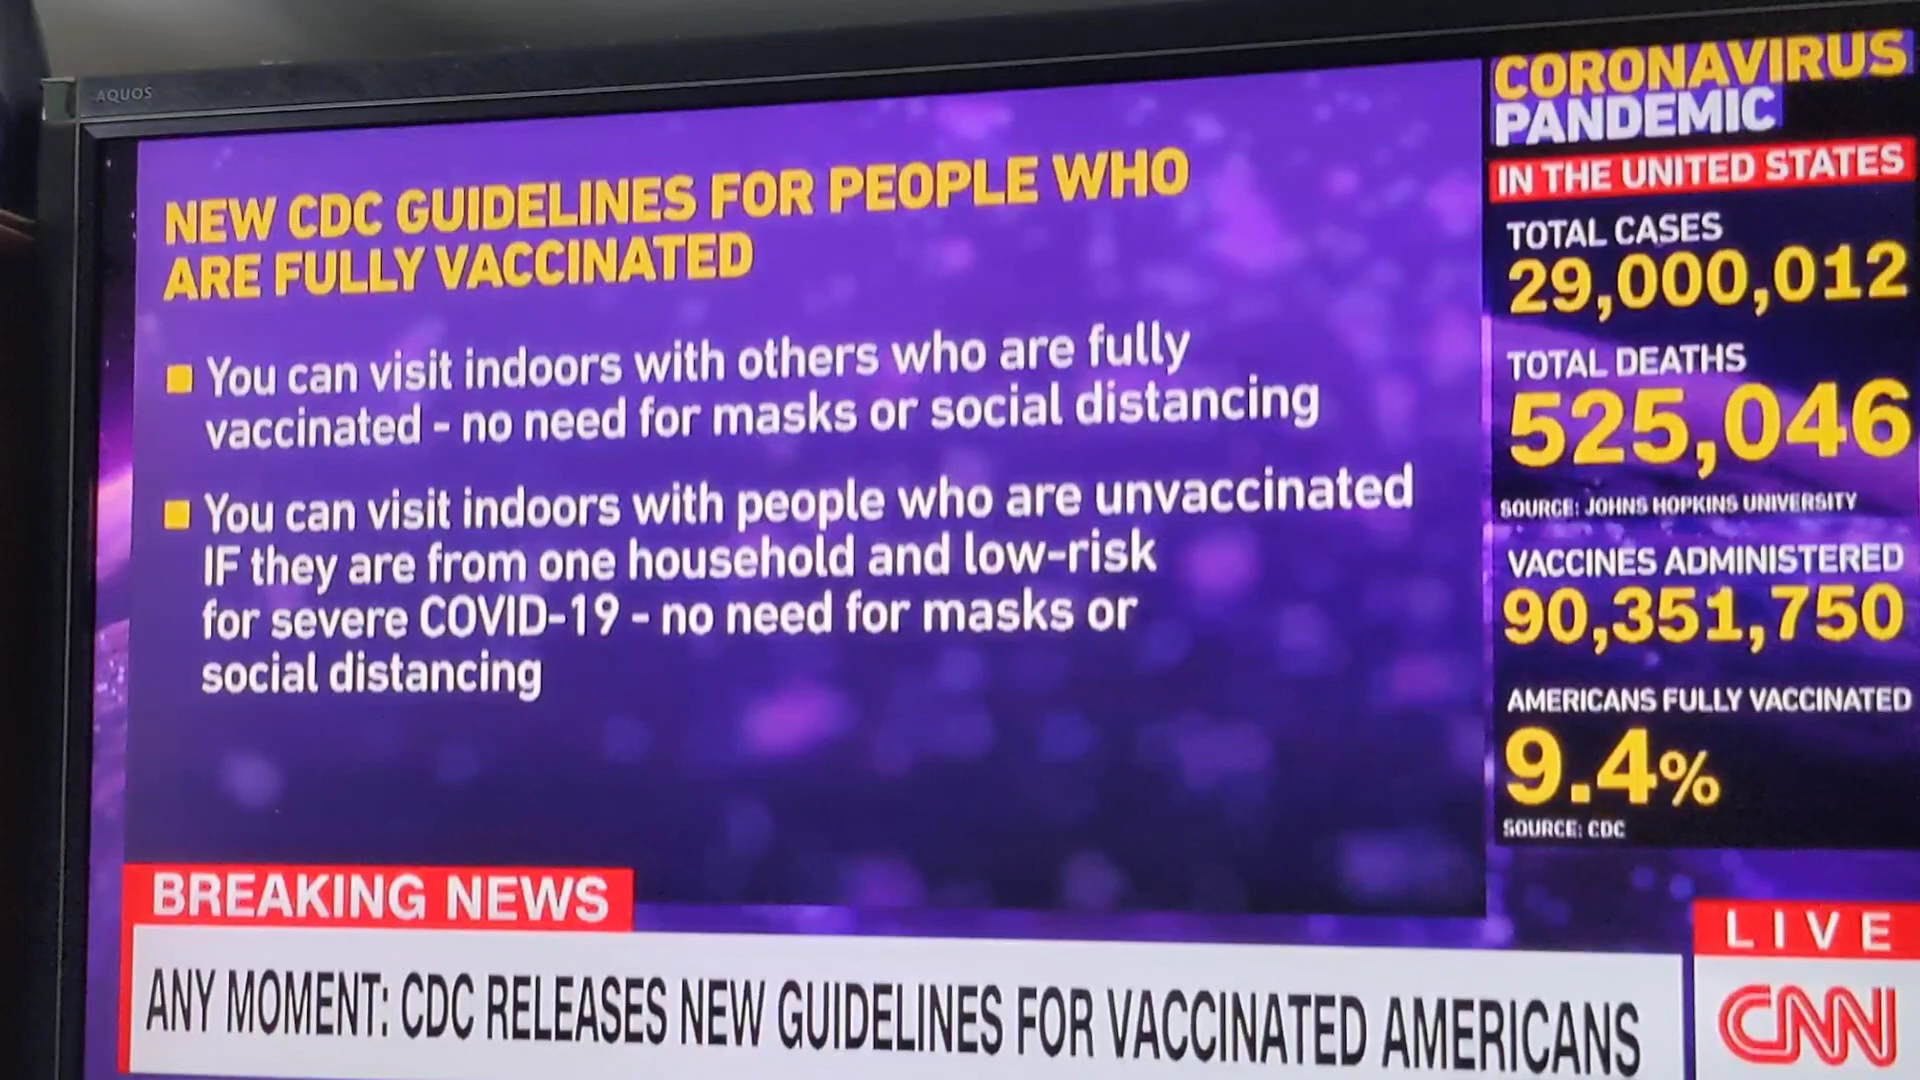 AQUOS
NEW CDC GUIDELINES FOR PEOPLE WHO
ARE FULLY VACCINATED
You can visit indoors with others who are fully
vaccinated - no need for masks or social distancing
You can visit indoors with people who are unvaccinated
IF they are from one household and low-risk
for severe COVID-19 - no need for masks or
social distancing
CORONAVIRUS
PANDEMIC
IN THE UNITED STATES
TOTAL CASES
29,000,012
TOTAL DEATHS
525,046
SOURCE: JOHNS HOPKINS UNIVERSITY
VACCINES ADMINISTERED
90,351,750
AMERICANS FULLY VACCINATED
9.4%
SOURCE: CDC
BREAKING NEWS
ANY MOMENT: CDC RELEASES NEW GUIDELINES FOR VACCINATED AMERICANS
LIVE
CNN